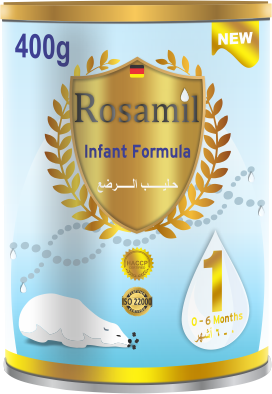 400g
NEW
Rosamil
Infant Formula
حليب الرضع
HACCP
ISO 22000
1
0 - 6 Months
٠ - ٦ أشهر